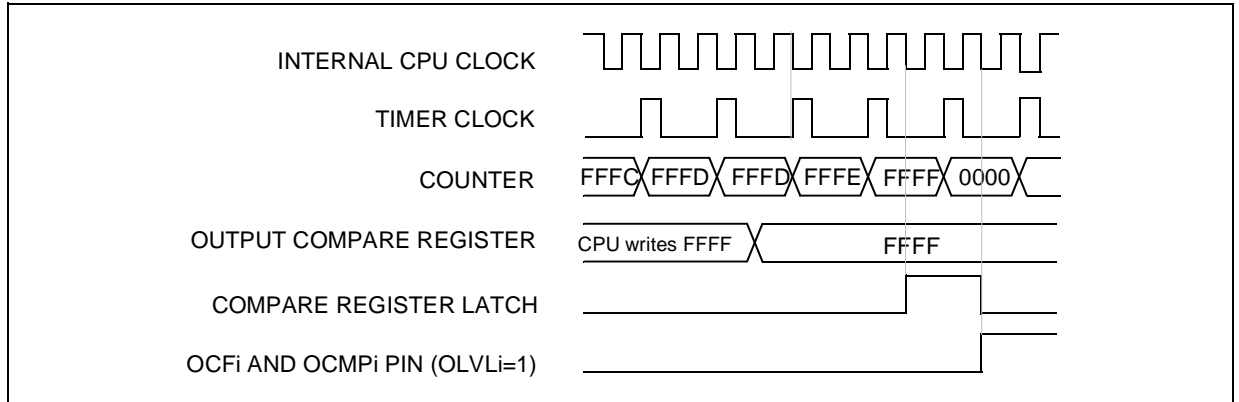 INTERNAL CPU CLOCK
TIMER CLOCK
COUNTER FFFC FFFD FFFD FFFE FFFF 0000
OUTPUT COMPARE REGISTER CPU writes FFFF FFFF
COMPARE REGISTER LATCH
OCFi AND OCMPi PIN (OLVLi=1)